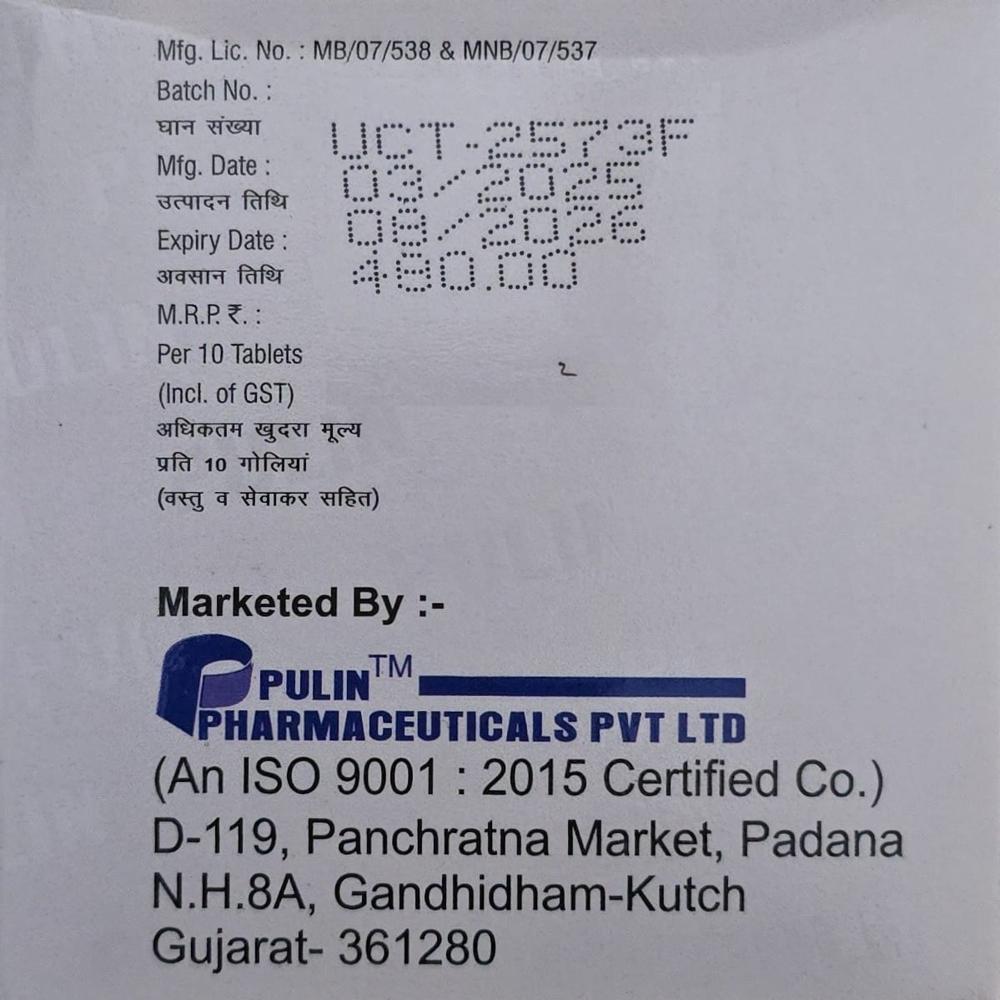 Mfg. Lic. No. : MB/07/538 & MNB/07/537
Batch No. :
घान संख्या
UCT-2573F
Mfg. Date :
03/2025
उत्पादन तिथि
08/2026
Expiry Date :
480.00
अवसान तिथि
M.R.P. ₹. :
Per 10 Tablets
2
(Incl. of GST)
अधिकतम खुदरा मूल्य
प्रति 10 गोलियां
(वस्तु व सेवाकर सहित)
Marketed By :-
PULIN™
PHARMACEUTICALS PVT LTD
(An ISO 9001 : 2015 Certified Co.)
D-119, Panchratna Market, Padana
N.H.8A, Gandhidham-Kutch
Gujarat- 361280